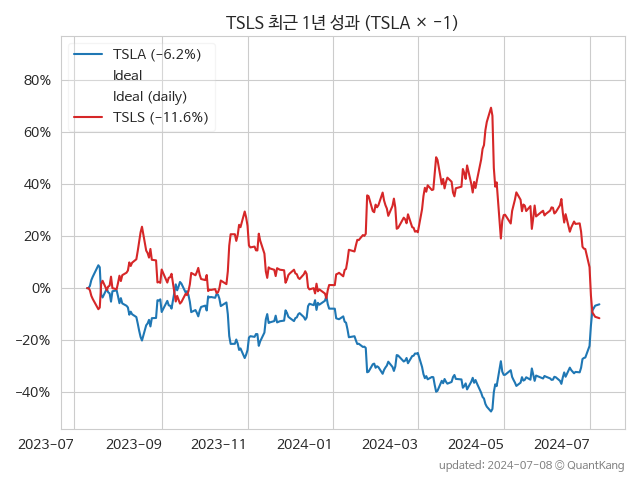 TSLS 최근 1년 성과 (TSLA × −1)
TSLA (−6.2%)
Ideal
Ideal (daily)
TSLS (−11.6%)
80%
60%
40%
20%
0%
−20%
−40%
2023-07
2023-09
2023-11
2024-01
2024-03
2024-05
2024-07
updated: 2024-07-08 © QuantKang